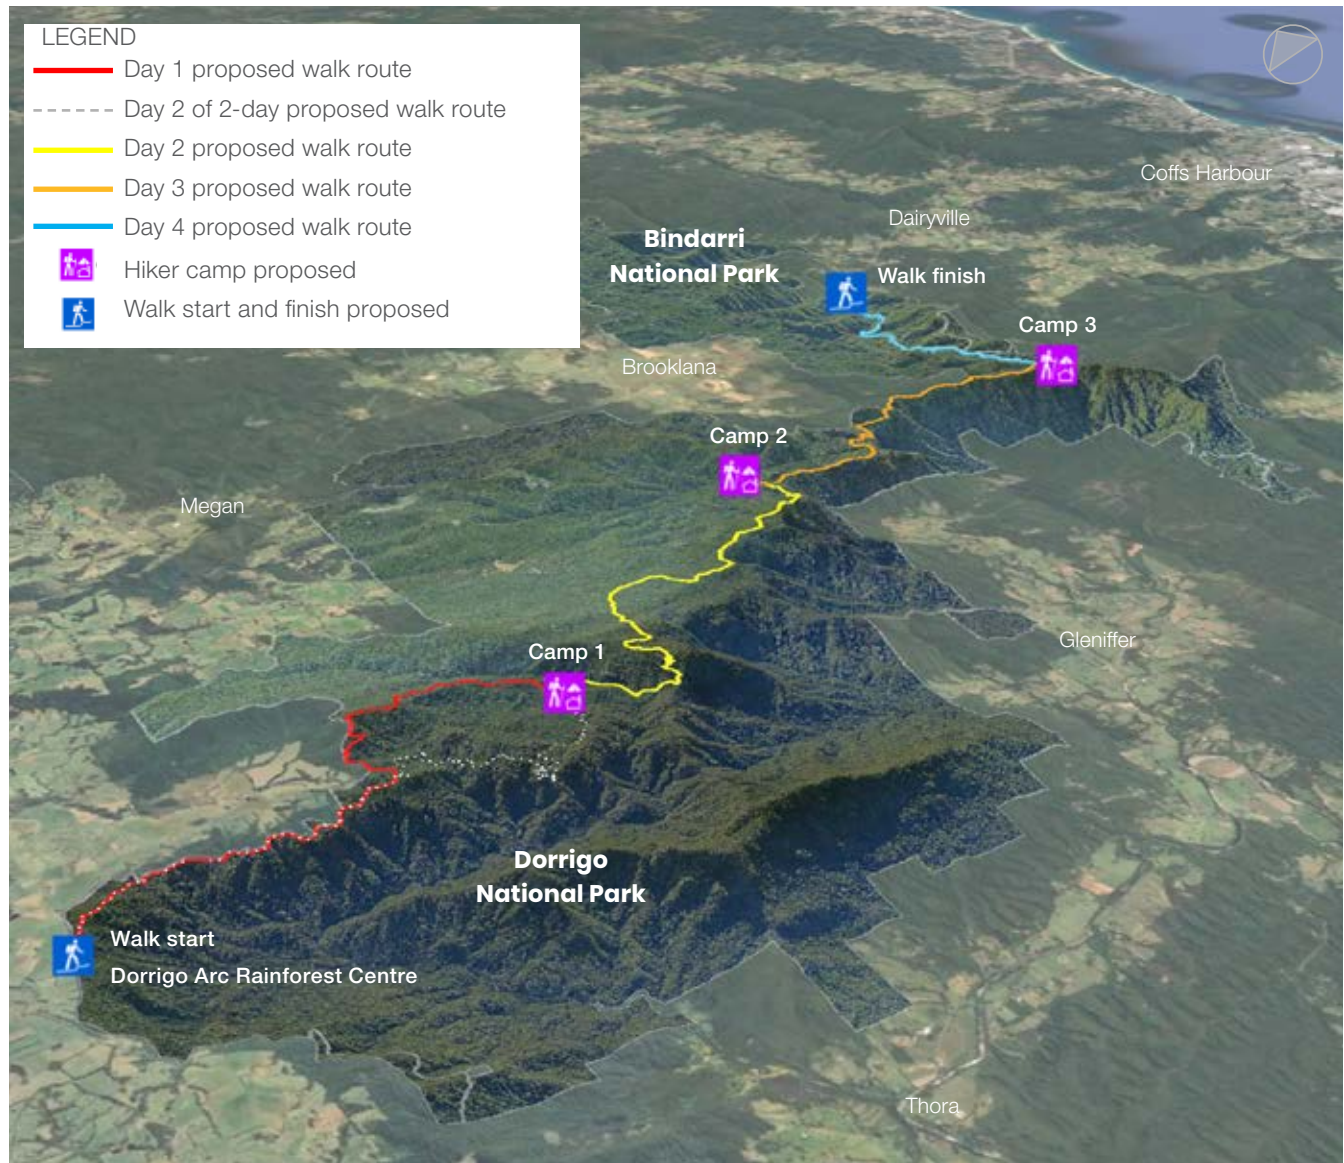 LEGEND
Day 1 proposed walk route
Day 2 of 2-day proposed walk route
Day 2 proposed walk route
Day 3 proposed walk route
Day 4 proposed walk route
Hiker camp proposed
Walk start and finish proposed
Coffs Harbour
Dairyville
Bindarri
National Park
Walk finish
Camp 3
Brooklana
Camp 2
Megan
Gleniffer
Camp 1
Dorrigo
National Park
Walk start
Dorrigo Arc Rainforest Centre
Thora